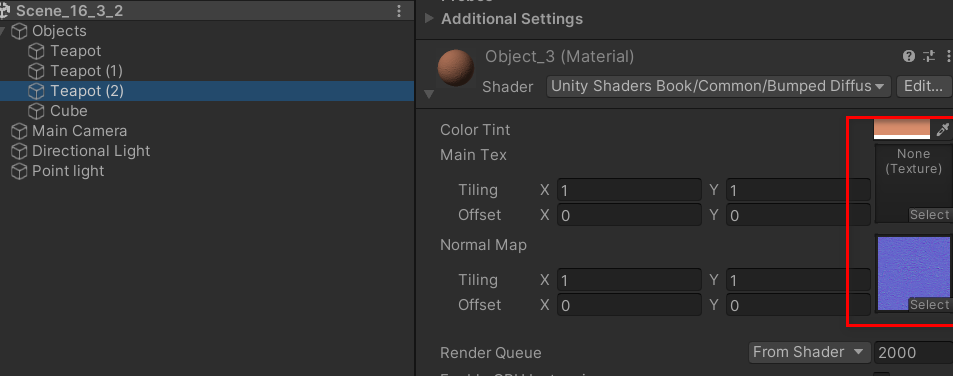 Scene_16_3_2
Objects
Teapot
Teapot (1)
Teapot (2)
Cube
Main Camera
Directional Light
Point light
Additional Settings
Object_3 (Material)
Shader Unity Shaders Book/Common/Bumped Diffus Edit...
Color Tint
Main Tex
None
(Texture)
Tiling X 1 Y 1
Offset X 0 Y 0
Select
Normal Map
Tiling X 1 Y 1
Offset X 0 Y 0
Select
Render Queue From Shader 2000